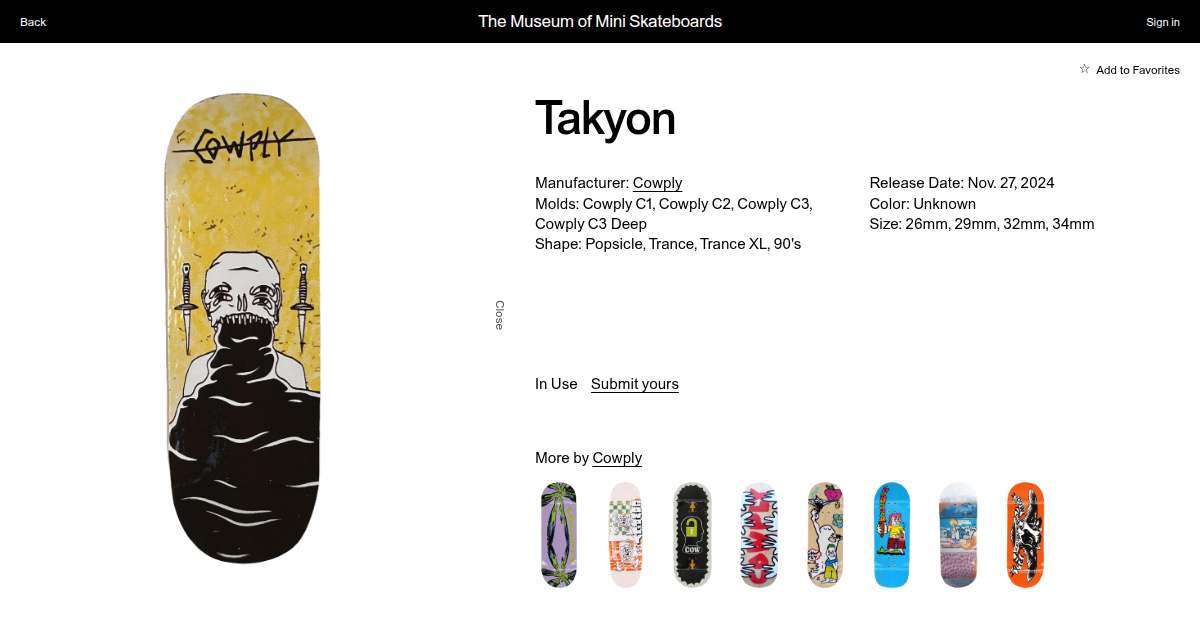 Back
The Museum of Mini Skateboards
Sign in
☆ Add to Favorites
COWPLY
Takyon
Manufacturer: Cowply
Molds: Cowply C1, Cowply C2, Cowply C3,
Cowply C3 Deep
Shape: Popsicle, Trance, Trance XL, 90's
Release Date: Nov. 27, 2024
Color: Unknown
Size: 26mm, 29mm, 32mm, 34mm
Close
In Use Submit yours
More by Cowply
COW